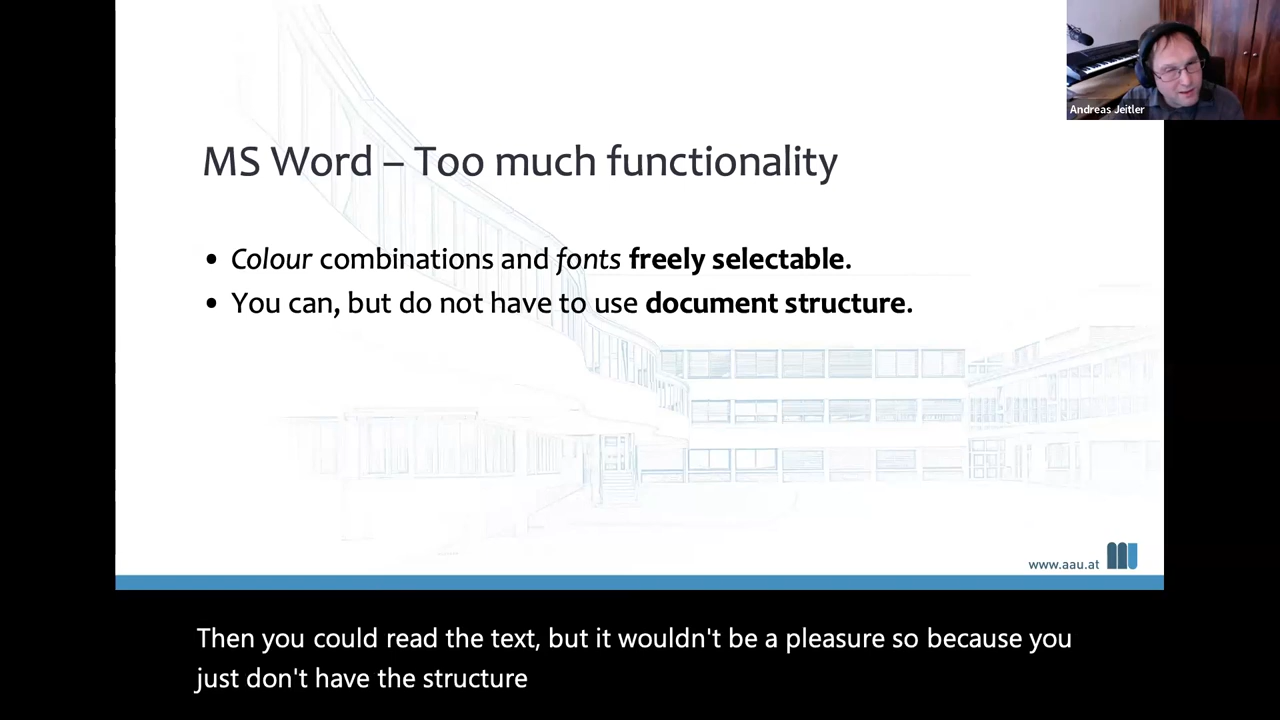 Andreas Jeitler
MS Word – Too much functionality
• Colour combinations and fonts freely selectable.
• You can, but do not have to use document structure.
www.aau.at
Then you could read the text, but it wouldn't be a pleasure so because you
just don't have the structure